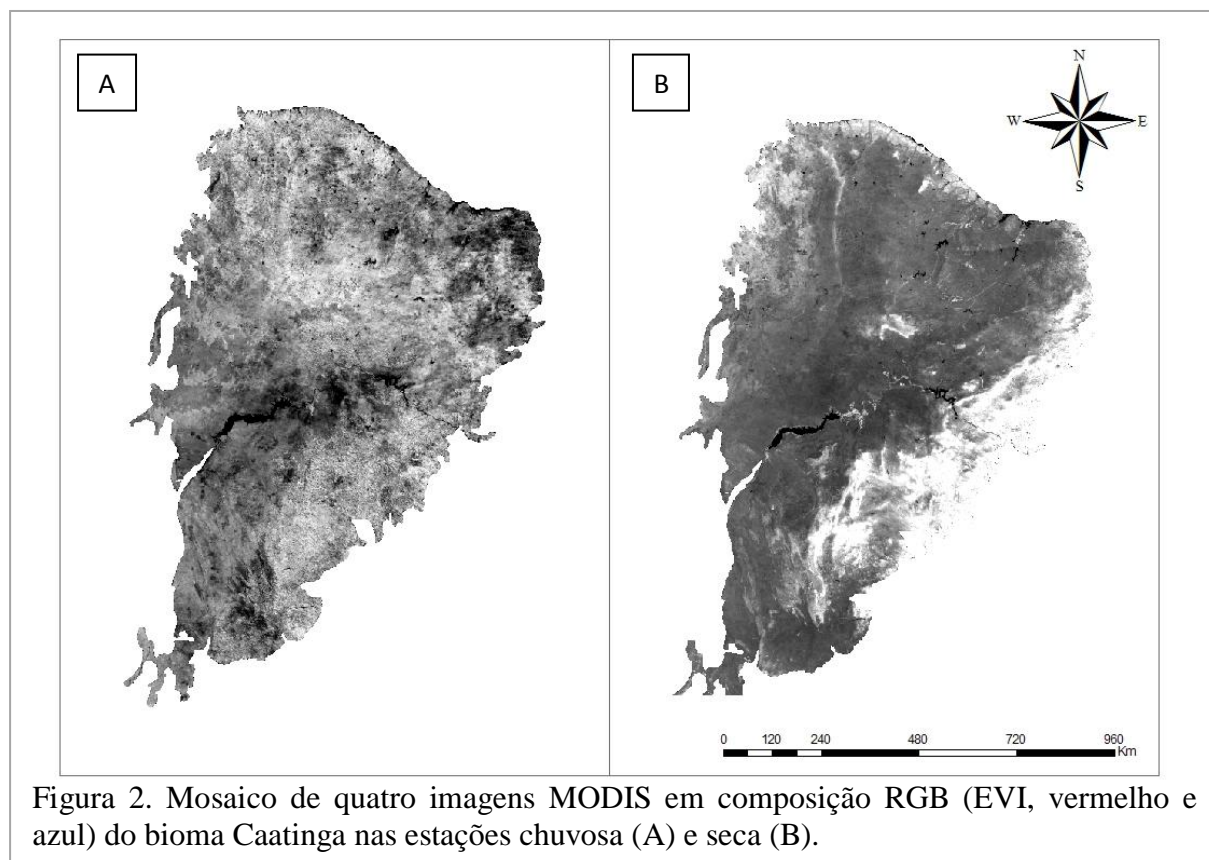 A
B
N
W
E
S
0 120 240 480 720 960
Km
Figura 2. Mosaico de quatro imagens MODIS em composição RGB (EVI, vermelho e
azul) do bioma Caatinga nas estações chuvosa (A) e seca (B).